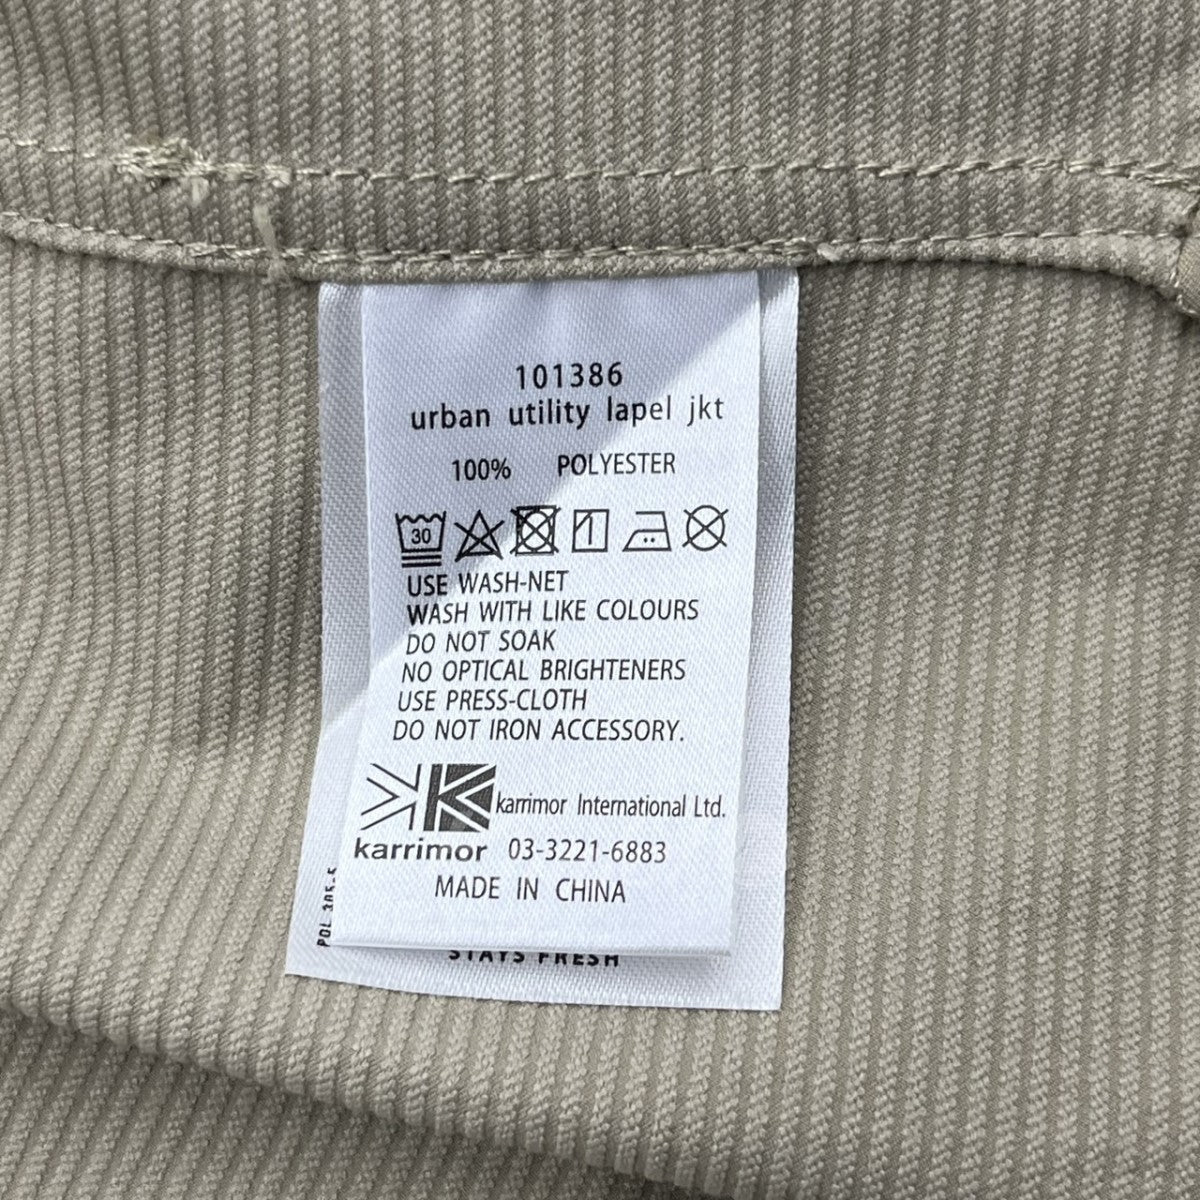 101386
urban utility lapel jkt
100% POLYESTER
30
USE WASH-NET
WASH WITH LIKE COLOURS
DO NOT SOAK
NO OPTICAL BRIGHTENERS
USE PRESS-CLOTH
DO NOT IRON ACCESSORY.
karrimor International Ltd.
karrimor 03-3221-6883
MADE IN CHINA
STAYS FRESH